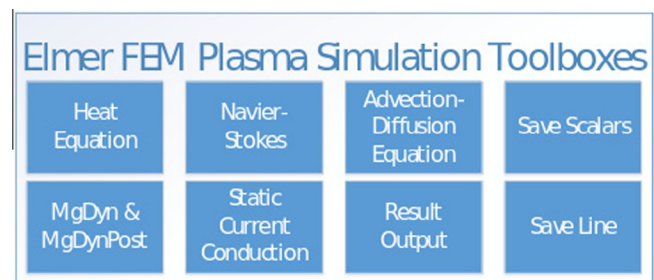 Elmer FEM Plasma Simulation Toolboxes
Heat
Equation
Navier-
Stokes
Advection-
Diffusion
Equation
Save Scalars
MgDyn &
MgDynPost
Static
Current
Conduction
Result
Output
Save Line